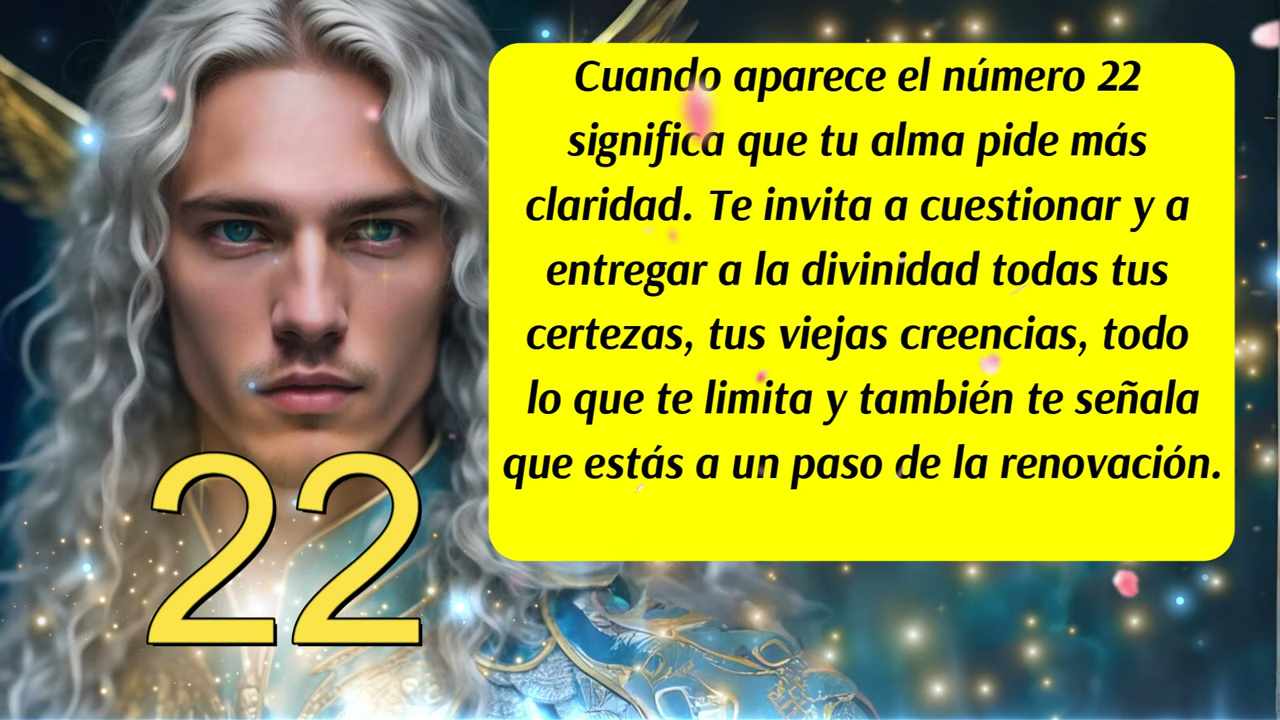 Cuando aparece el número 22
significa que tu alma pide más
claridad. Te invita a cuestionar y a
entregar a la divinidad todas tus
certezas, tus viejas creencias, todo
lo que te limita y también te señala
que estás a un paso de la renovación.
22